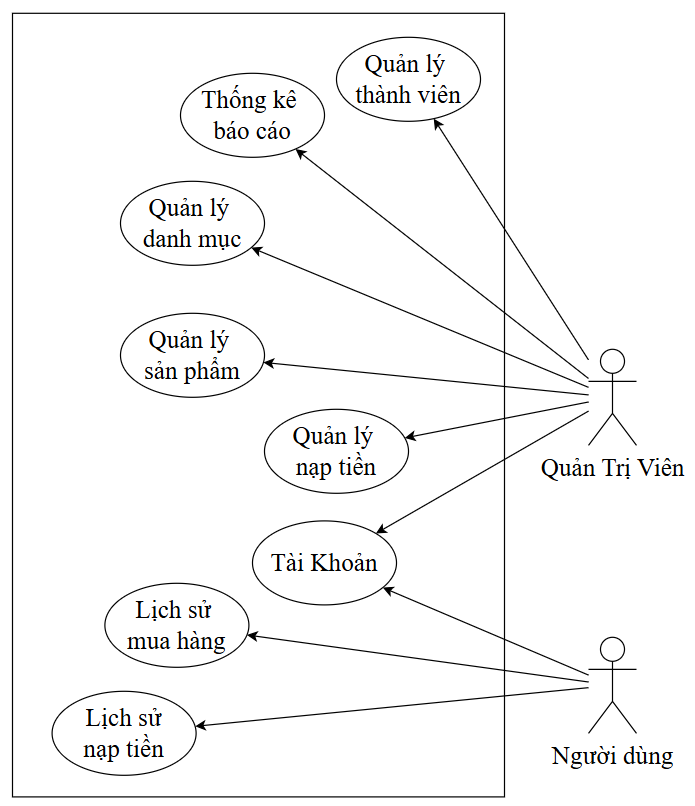 Quản lý
thành viên
Thống kê
báo cáo
Quản lý
danh mục
Quản lý
sản phẩm
Quản lý
nạp tiền
Quản Trị Viên
Tài Khoản
Lịch sử
mua hàng
Lịch sử
nạp tiền
Người dùng